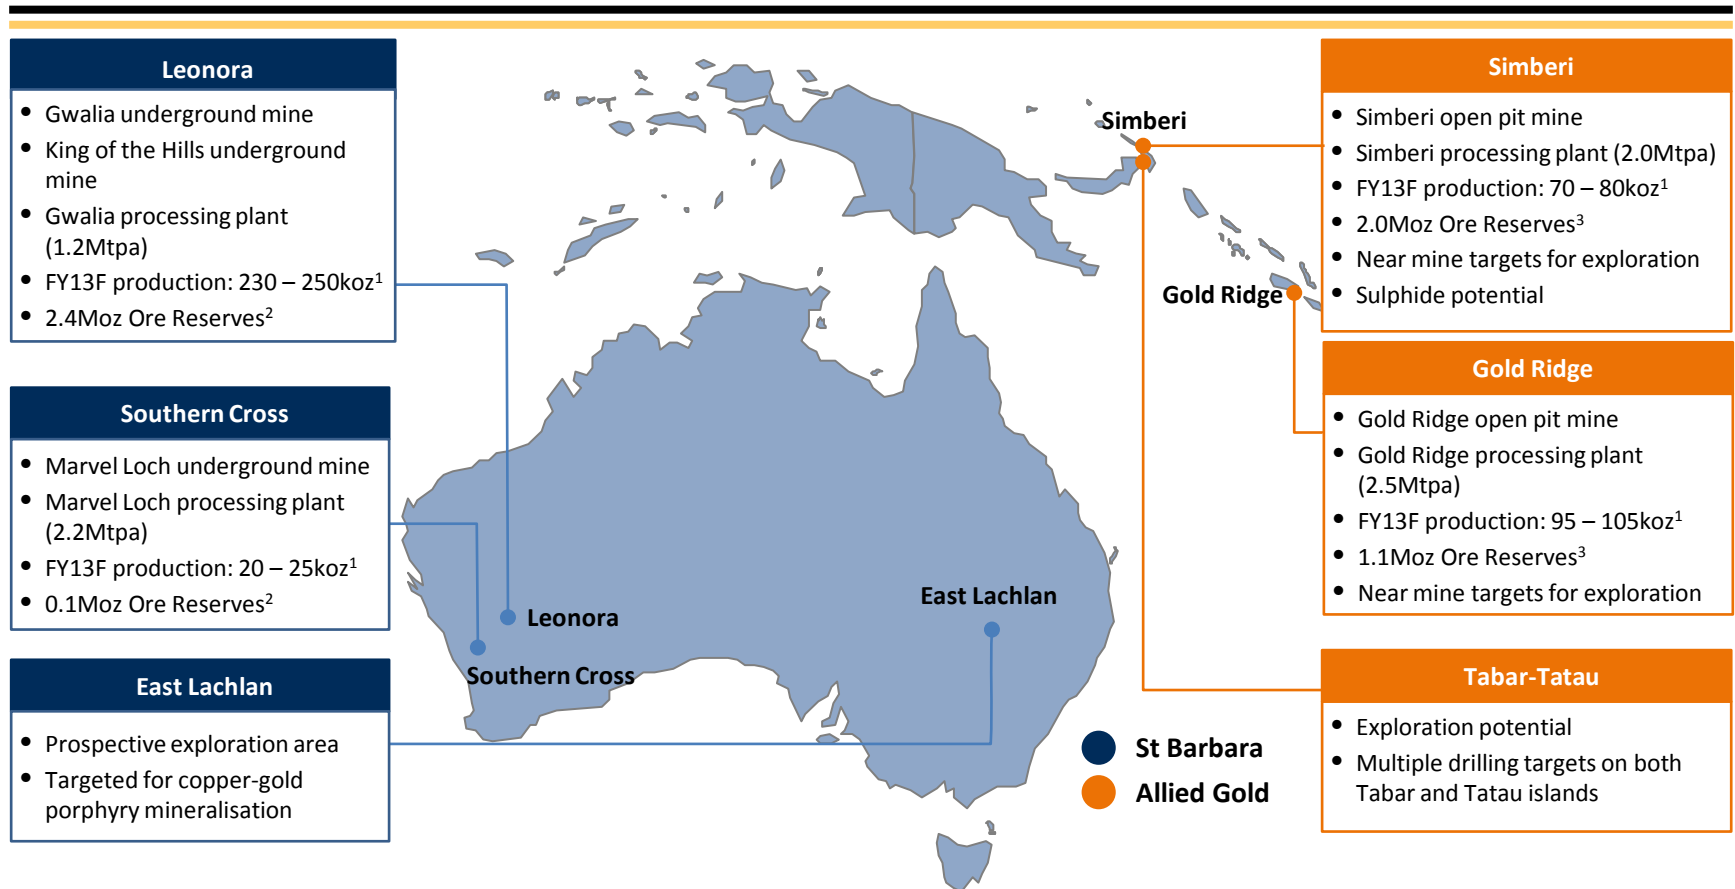 Leonora
• Gwalia underground mine
• King of the Hills underground
mine
• Gwalia processing plant
(1.2Mtpa)
• FY13F production: 230 – 250koz¹
• 2.4Moz Ore Reserves²
Southern Cross
• Marvel Loch underground mine
• Marvel Loch processing plant
(2.2Mtpa)
• FY13F production: 20 – 25koz¹
• 0.1Moz Ore Reserves²
East Lachlan
• Prospective exploration area
• Targeted for copper-gold
porphyry mineralisation
Simberi
Gold Ridge
East Lachlan
Leonora
Southern Cross
St Barbara
Allied Gold
Simberi
• Simberi open pit mine
• Simberi processing plant (2.0Mtpa)
• FY13F production: 70 – 80koz¹
• 2.0Moz Ore Reserves³
• Near mine targets for exploration
• Sulphide potential
Gold Ridge
• Gold Ridge open pit mine
• Gold Ridge processing plant
(2.5Mtpa)
• FY13F production: 95 – 105koz¹
• 1.1Moz Ore Reserves³
• Near mine targets for exploration
Tabar-Tatau
• Exploration potential
• Multiple drilling targets on both
Tabar and Tatau islands